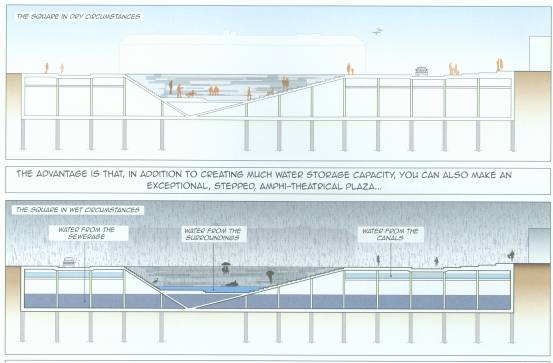 THE SQUARE IN DRY CIRCUMSTANCES
THE ADVANTAGE IS THAT, IN ADDITION TO CREATING MUCH WATER STORAGE CAPACITY, YOU CAN ALSO MAKE AN
EXCEPTIONAL, STEPPED, AMPHI-THEATRICAL PLAZA...
THE SQUARE IN WET CIRCUMSTANCES
WATER FROM THE
SEWERAGE
WATER FROM THE
SURROUNDINGS
WATER FROM THE
CANALS